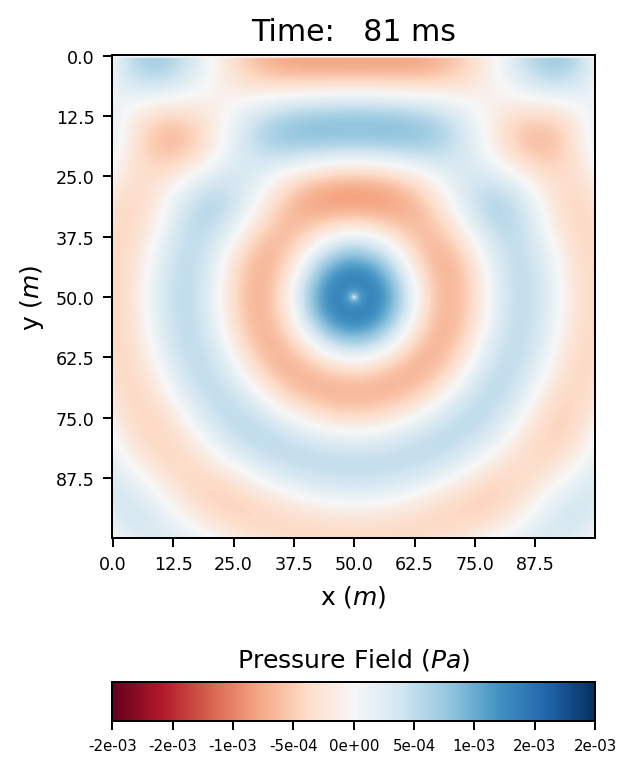 Time: 81 ms
0.0
12.5
25.0
37.5
50.0
62.5
75.0
87.5
y (m)
0.0 12.5 25.0 37.5 50.0 62.5 75.0 87.5
x (m)
Pressure Field (Pa)
-2e-03 -2e-03 -1e-03 -5e-04 0e+00 5e-04 1e-03 2e-03 2e-03